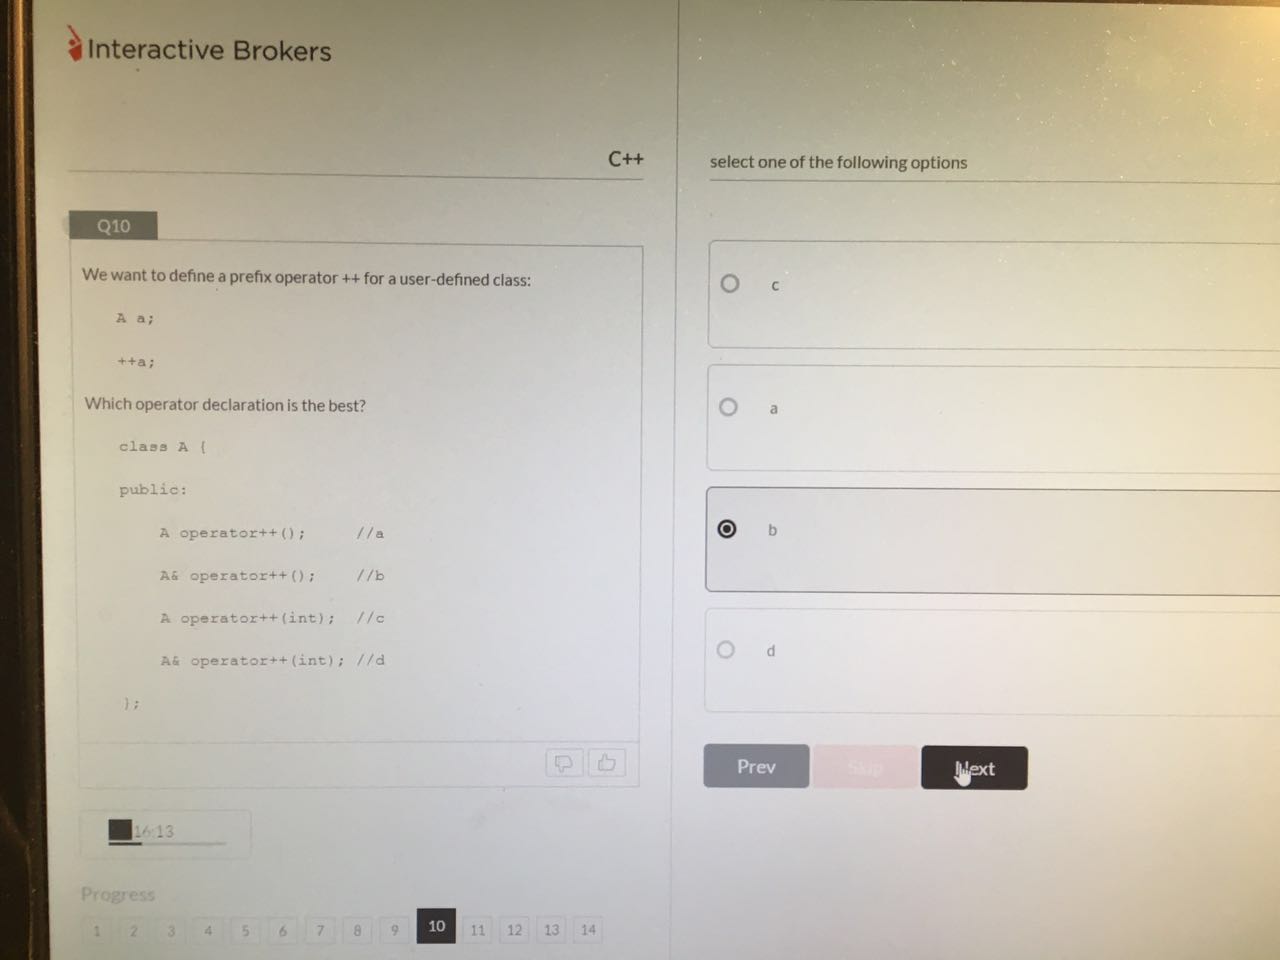 Interactive Brokers
C++
select one of the following options
Q10
We want to define a prefix operator ++ for a user-defined class:
A a;
++a;
Which operator declaration is the best?
class A {
public:
A operator++(); //a
A& operator++(); //b
A operator++(int); //c
A& operator++(int); //d
};
c
a
b
d
Prev
Skip
Next
16:13
Progress
1 2 3 4 5 6 7 8 9 10 11 12 13 14